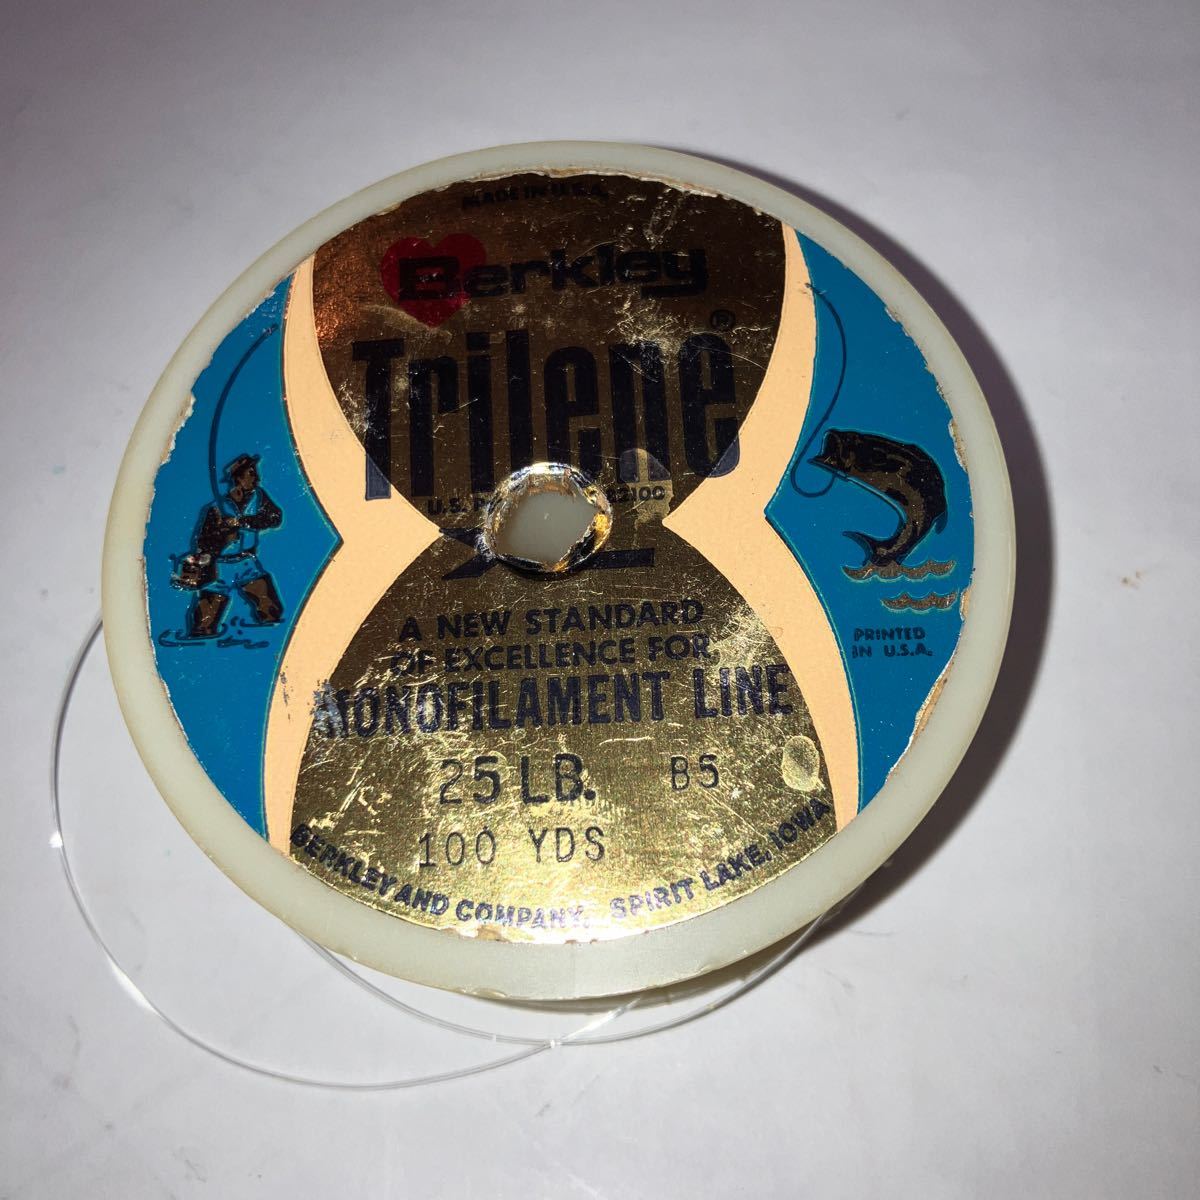 MADE IN U.S.A.
Berkley
Trilene®
U.S.
XL
A NEW STANDARD
OF EXCELLENCE FOR
MONOFILAMENT LINE
25 LB. B5
100 YDS
BERKLEY AND COMPANY, SPIRIT LAKE, IOWA
PRINTED
IN U.S.A.